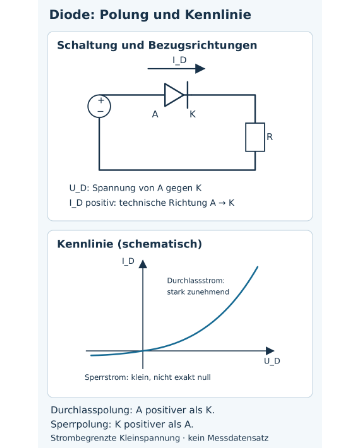 Diode: Polung und Kennlinie
Schaltung und Bezugsrichtungen
I_D
+
−
A
K
R
U_D: Spannung von A gegen K
I_D positiv: technische Richtung A → K
Kennlinie (schematisch)
I_D
Durchlassstrom:
stark zunehmend
U_D
Sperrstrom: klein, nicht exakt null
Durchlasspolung: A positiver als K.
Sperrpolung: K positiver als A.
Strombegrenzte Kleinspannung · kein Messdatensatz